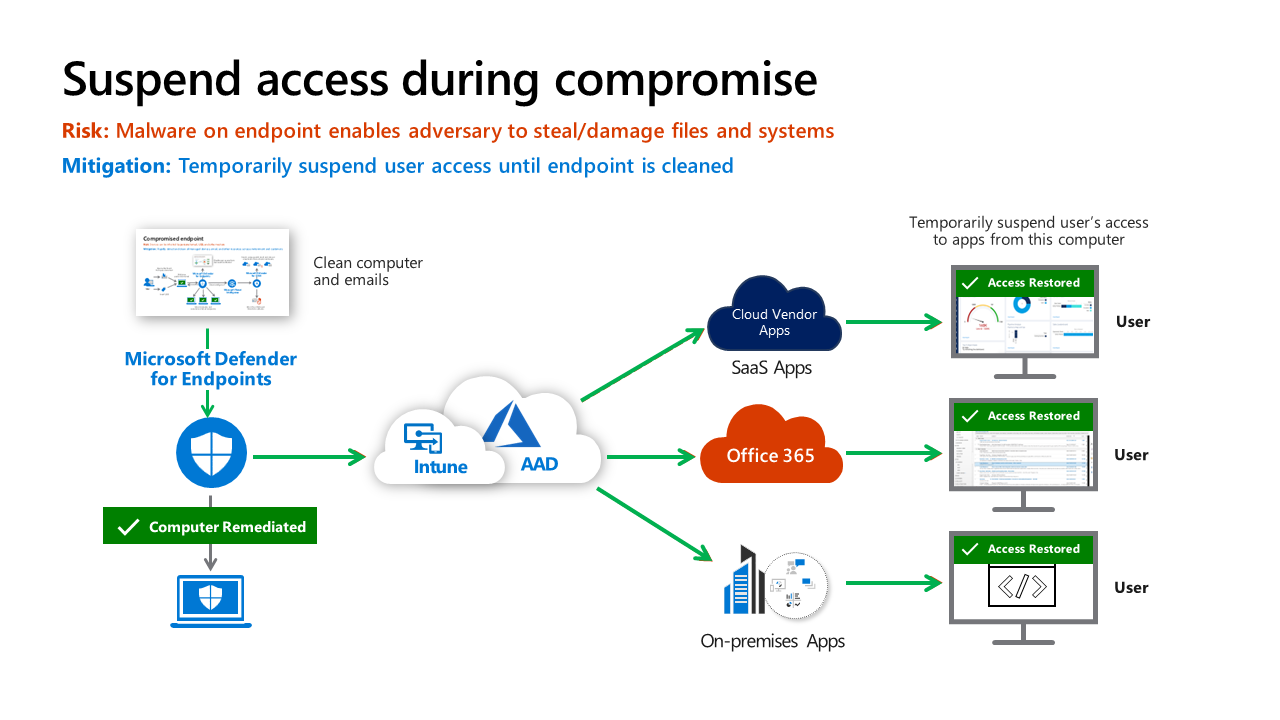 Suspend access during compromise
Risk: Malware on endpoint enables adversary to steal/damage files and systems
Mitigation: Temporarily suspend user access until endpoint is cleaned
Compromised endpoint
Clean computer
and emails
Microsoft Defender
for Endpoints
Computer Remediated
Intune
AAD
Cloud Vendor
Apps
SaaS Apps
Office 365
On-premises Apps
Temporarily suspend user’s access
to apps from this computer
Access Restored
User
Access Restored
User
Access Restored
</>
User